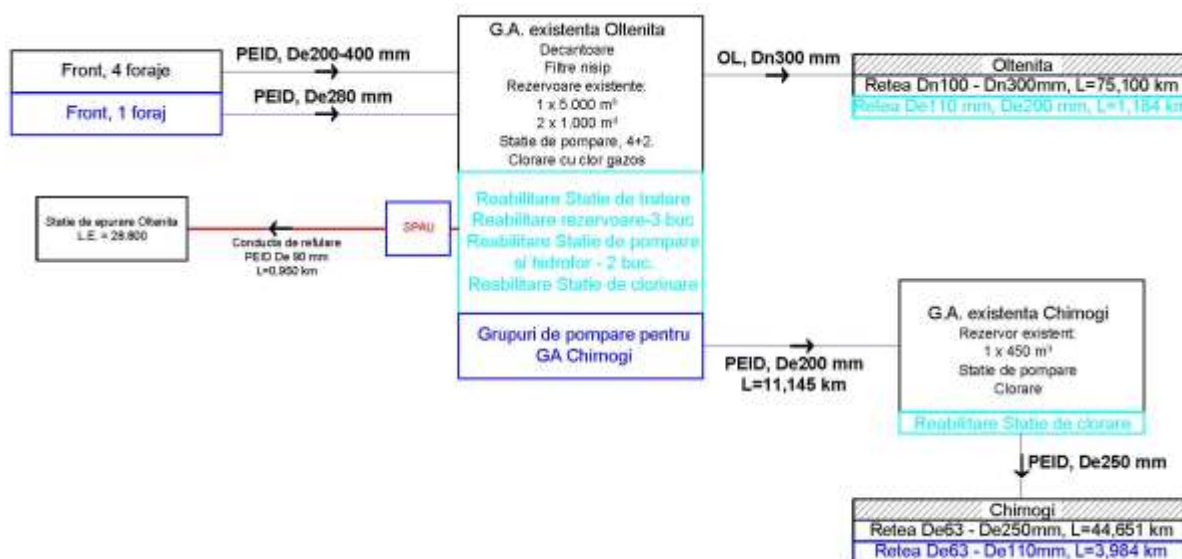 Front, 4 foraje
Front, 1 foraj
PEID, De200-400 mm
PEID, De280 mm
G.A. existenta Oltenita
Decantoare
Filtre nisip
Rezervoare existente:
1 x 5.000 m³
2 x 1.000 m³
Statie de pompare, 4+2.
Clorare cu clor gazos
Reabilitare Statie de tratare
Reabilitare rezervoare-3 buc
Reabilitare Statie de pompare
si hidrofor - 2 buc.
Reabilitare Statie de clorinare
Grupuri de pompare pentru
GA Chirnogi
OL, Dn300 mm
Oltenita
Retea Dn100 - Dn300mm, L=75,100 km
Retea De110 mm, De200 mm, L=1,184 km
Statie de epurare Oltenita
L.E. = 28.800
Conducta de refulare
PEID De 90 mm
L=0,950 km
SPAU
PEID, De200 mm
L=11,145 km
G.A. existenta Chirnogi
Rezervor existent:
1 x 450 m³
Statie de pompare
Clorare
Reabilitare Statie de clorare
PEID, De250 mm
Chirnogi
Retea De63 - De250mm, L=44,651 km
Retea De63 - De110mm, L=3,984 km